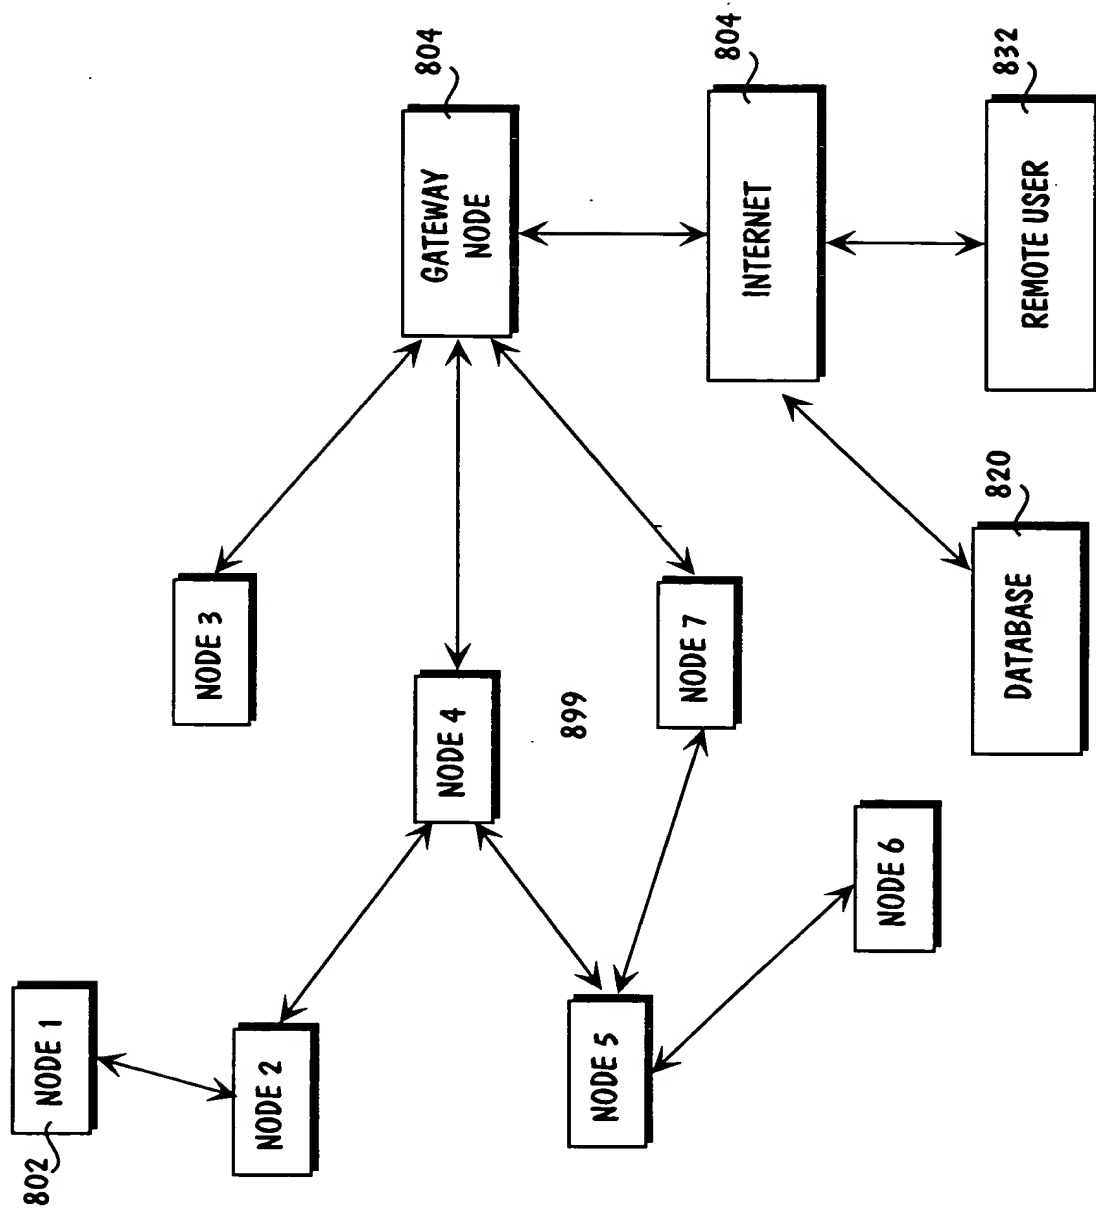 802
NODE 1
NODE 2
NODE 3
NODE 4
NODE 5
NODE 6
NODE 7
899
804
GATEWAY
NODE
804
INTERNET
832
REMOTE USER
820
DATABASE